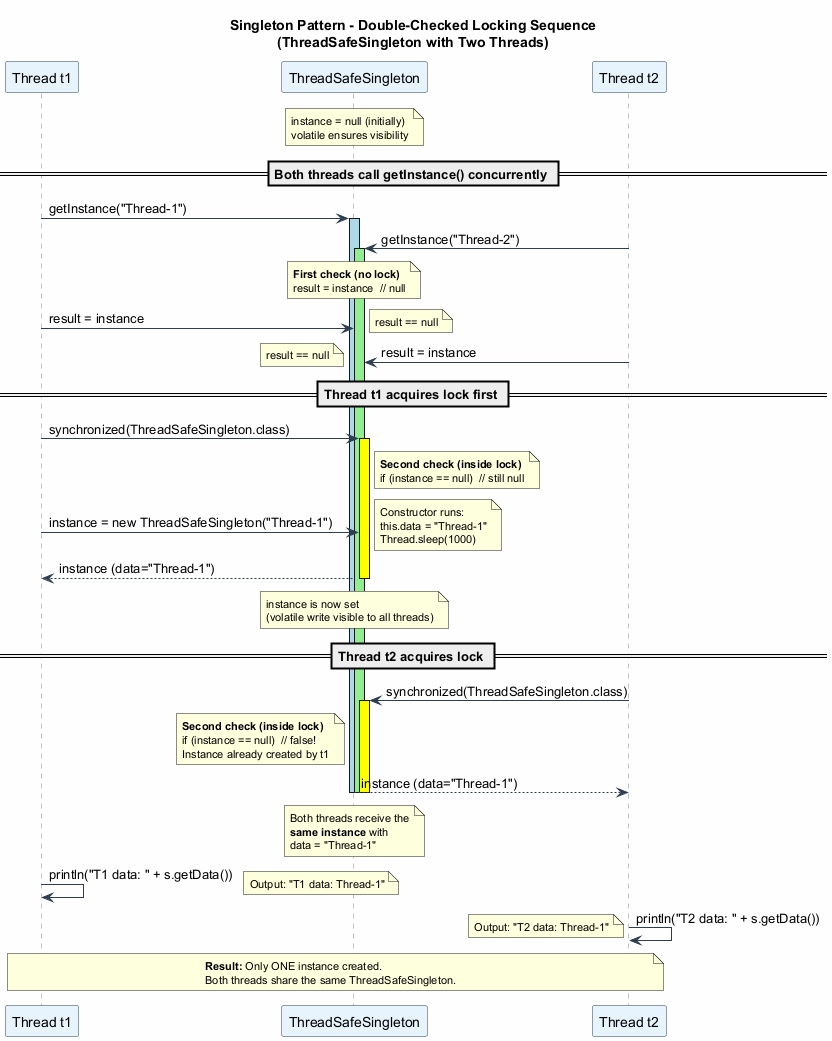 Singleton Pattern - Double-Checked Locking Sequence
(ThreadSafeSingleton with Two Threads)
Thread t1
ThreadSafeSingleton
Thread t2
instance = null (initially)
volatile ensures visibility
Both threads call getInstance() concurrently
getInstance("Thread-1")
getInstance("Thread-2")
First check (no lock)
result = instance  // null
result = instance
result == null
result == null
result = instance
Thread t1 acquires lock first
synchronized(ThreadSafeSingleton.class)
Second check (inside lock)
if (instance == null)  // still null
Constructor runs:
this.data = "Thread-1"
Thread.sleep(1000)
instance = new ThreadSafeSingleton("Thread-1")
instance (data="Thread-1")
instance is now set
(volatile write visible to all threads)
Thread t2 acquires lock
synchronized(ThreadSafeSingleton.class)
Second check (inside lock)
if (instance == null)  // false!
Instance already created by t1
instance (data="Thread-1")
Both threads receive the
same instance with
data = "Thread-1"
println("T1 data: " + s.getData())
Output: "T1 data: Thread-1"
println("T2 data: " + s.getData())
Output: "T2 data: Thread-1"
Result: Only ONE instance created.
Both threads share the same ThreadSafeSingleton.
Thread t1
ThreadSafeSingleton
Thread t2